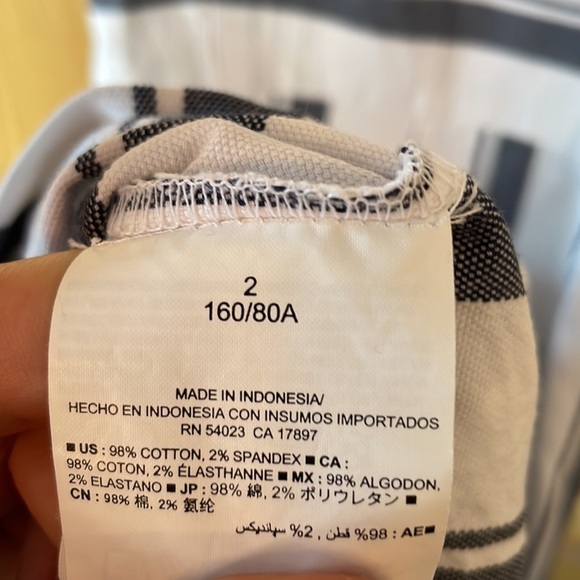 2
160/80A
MADE IN INDONESIA/
HECHO EN INDONESIA CON INSUMOS IMPORTADOS
RN 54023 CA 17897
■ US : 98% COTTON, 2% SPANDEX ■ CA :
98% COTON, 2% ÉLASTHANNE ■ MX : 98% ALGODON,
2% ELASTANO ■ JP : 98% 綿, 2% ポリウレタン ■
CN : 98% 棉, 2% 氨纶
■AE : 98% قطن , 2% سپاندیکس